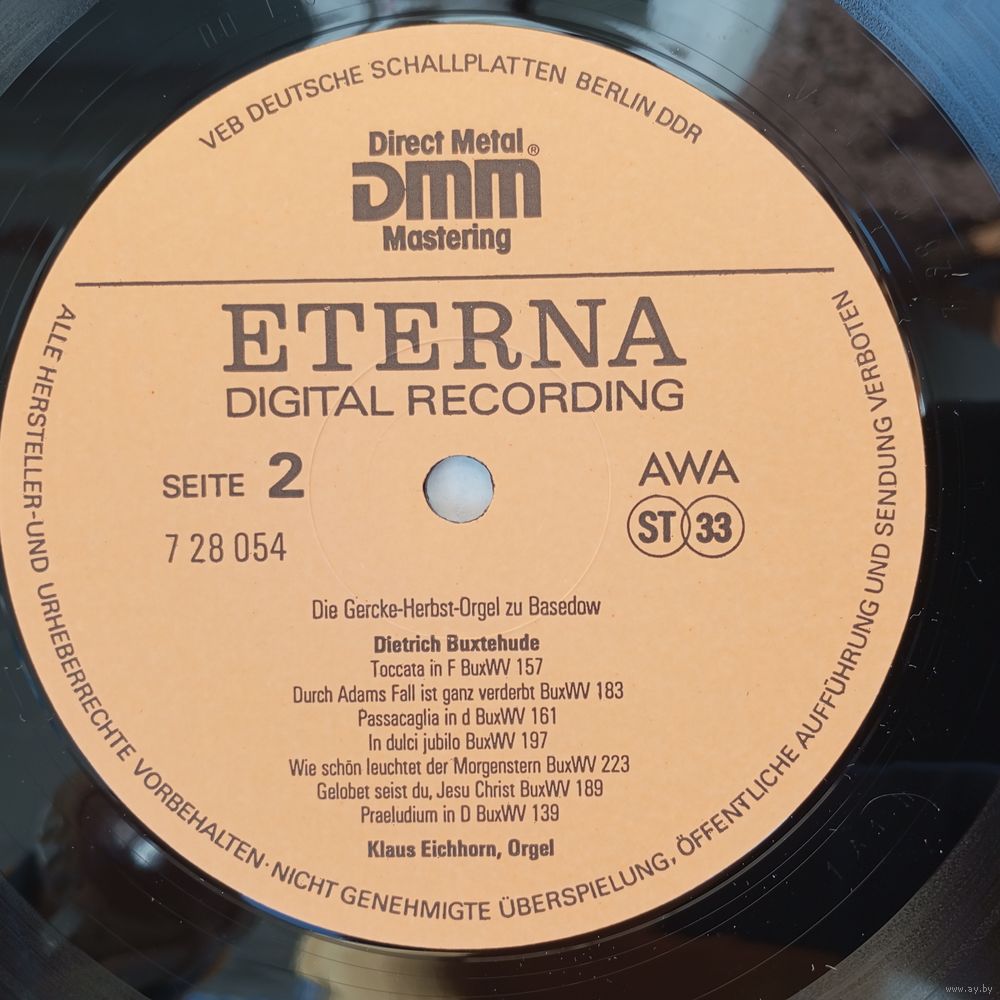 VEB DEUTSCHE SCHALLPLATTEN BERLIN DDR
Direct Metal ®
DMM
Mastering
ETERNA
DIGITAL RECORDING
SEITE 2
7 28 054
AWA
ST 33
Die Gercke-Herbst-Orgel zu Basedow
Dietrich Buxtehude
Toccata in F BuxWV 157
Durch Adams Fall ist ganz verderbt BuxWV 183
Passacaglia in d BuxWV 161
In dulci jubilo BuxWV 197
Wie schön leuchtet der Morgenstern BuxWV 223
Gelobet seist du, Jesu Christ BuxWV 189
Praeludium in D BuxWV 139
Klaus Eichhorn, Orgel
ALLE HERSTELLER-UND URHEBERRECHTE VORBEHALTEN · NICHT GENEHMIGTE ÜBERSPIELUNG, ÖFFENTLICHE AUFFÜHRUNG UND SENDUNG VERBOTEN
www.ay.by